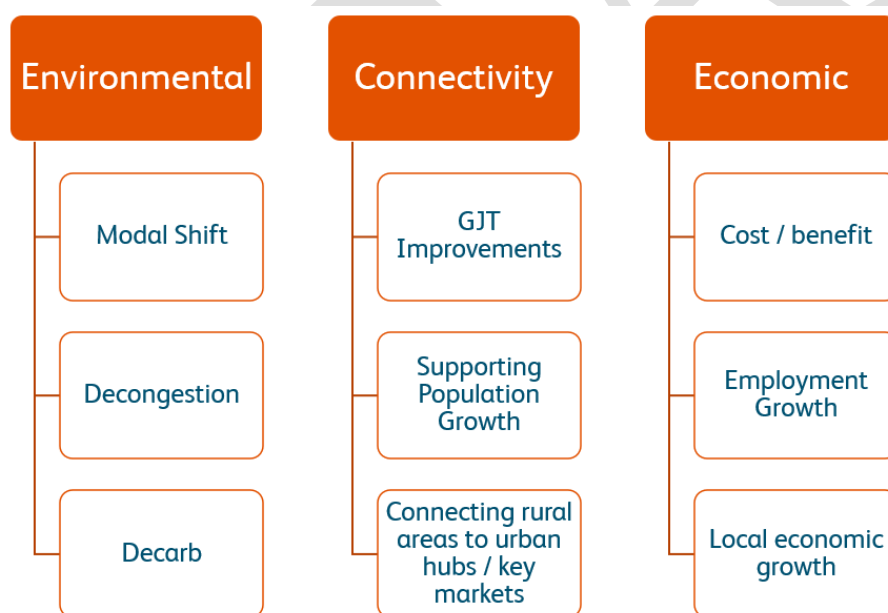 Environmental
Modal Shift
Decongestion
Decarb
Connectivity
GJT
Improvements
Supporting
Population
Growth
Connecting rural
areas to urban
hubs / key
markets
Economic
Cost / benefit
Employment
Growth
Local economic
growth